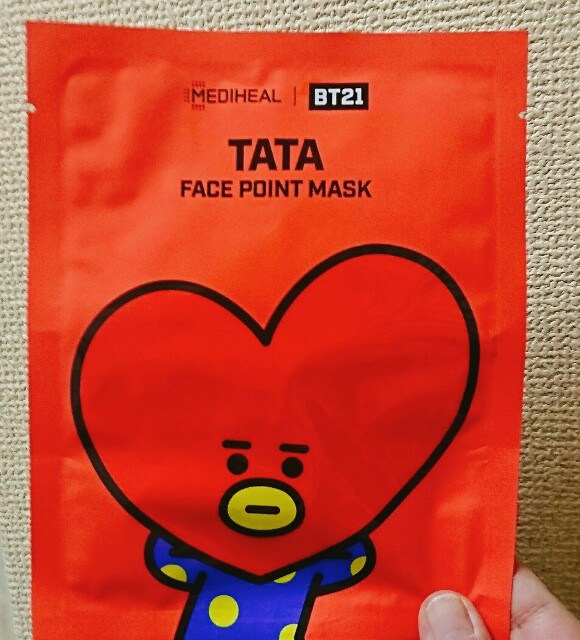 MEDIHEAL | BT21
TATA
FACE POINT MASK